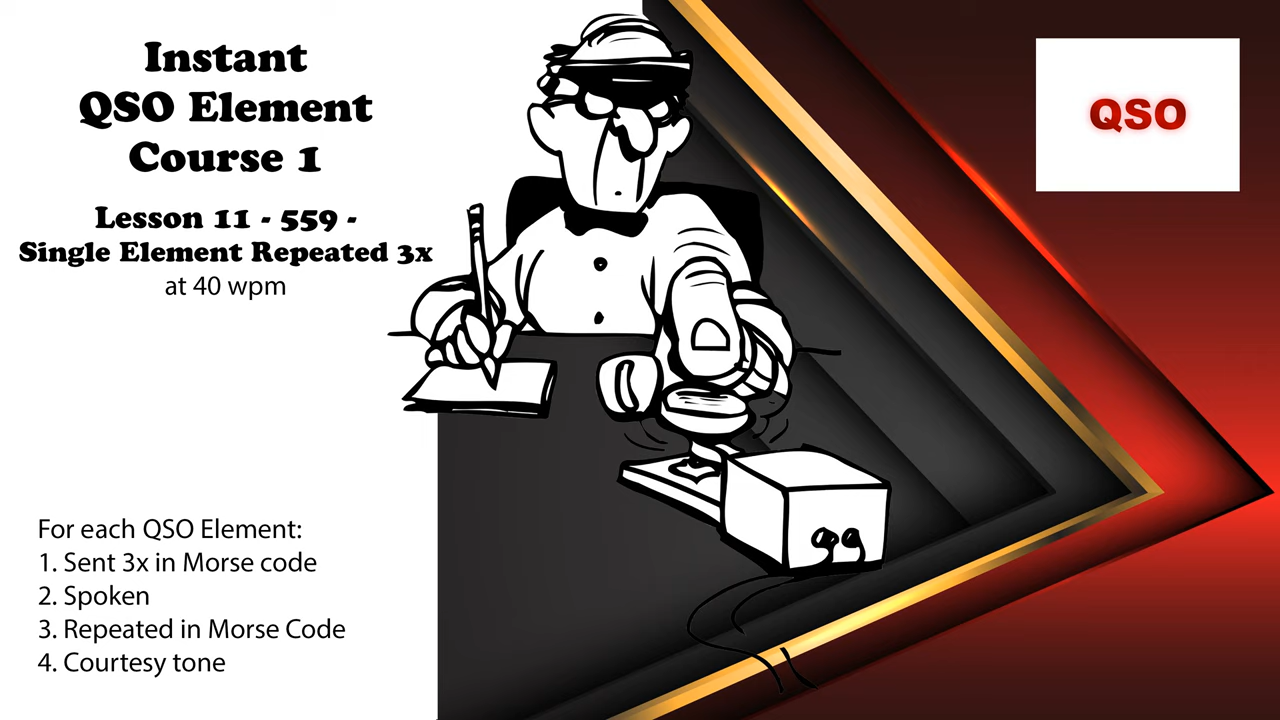 Instant
QSO Element
Course 1
Lesson 11 - 559 -
Single Element Repeated 3x
at 40 wpm
QSO
For each QSO Element:
1. Sent 3x in Morse code
2. Spoken
3. Repeated in Morse Code
4. Courtesy tone